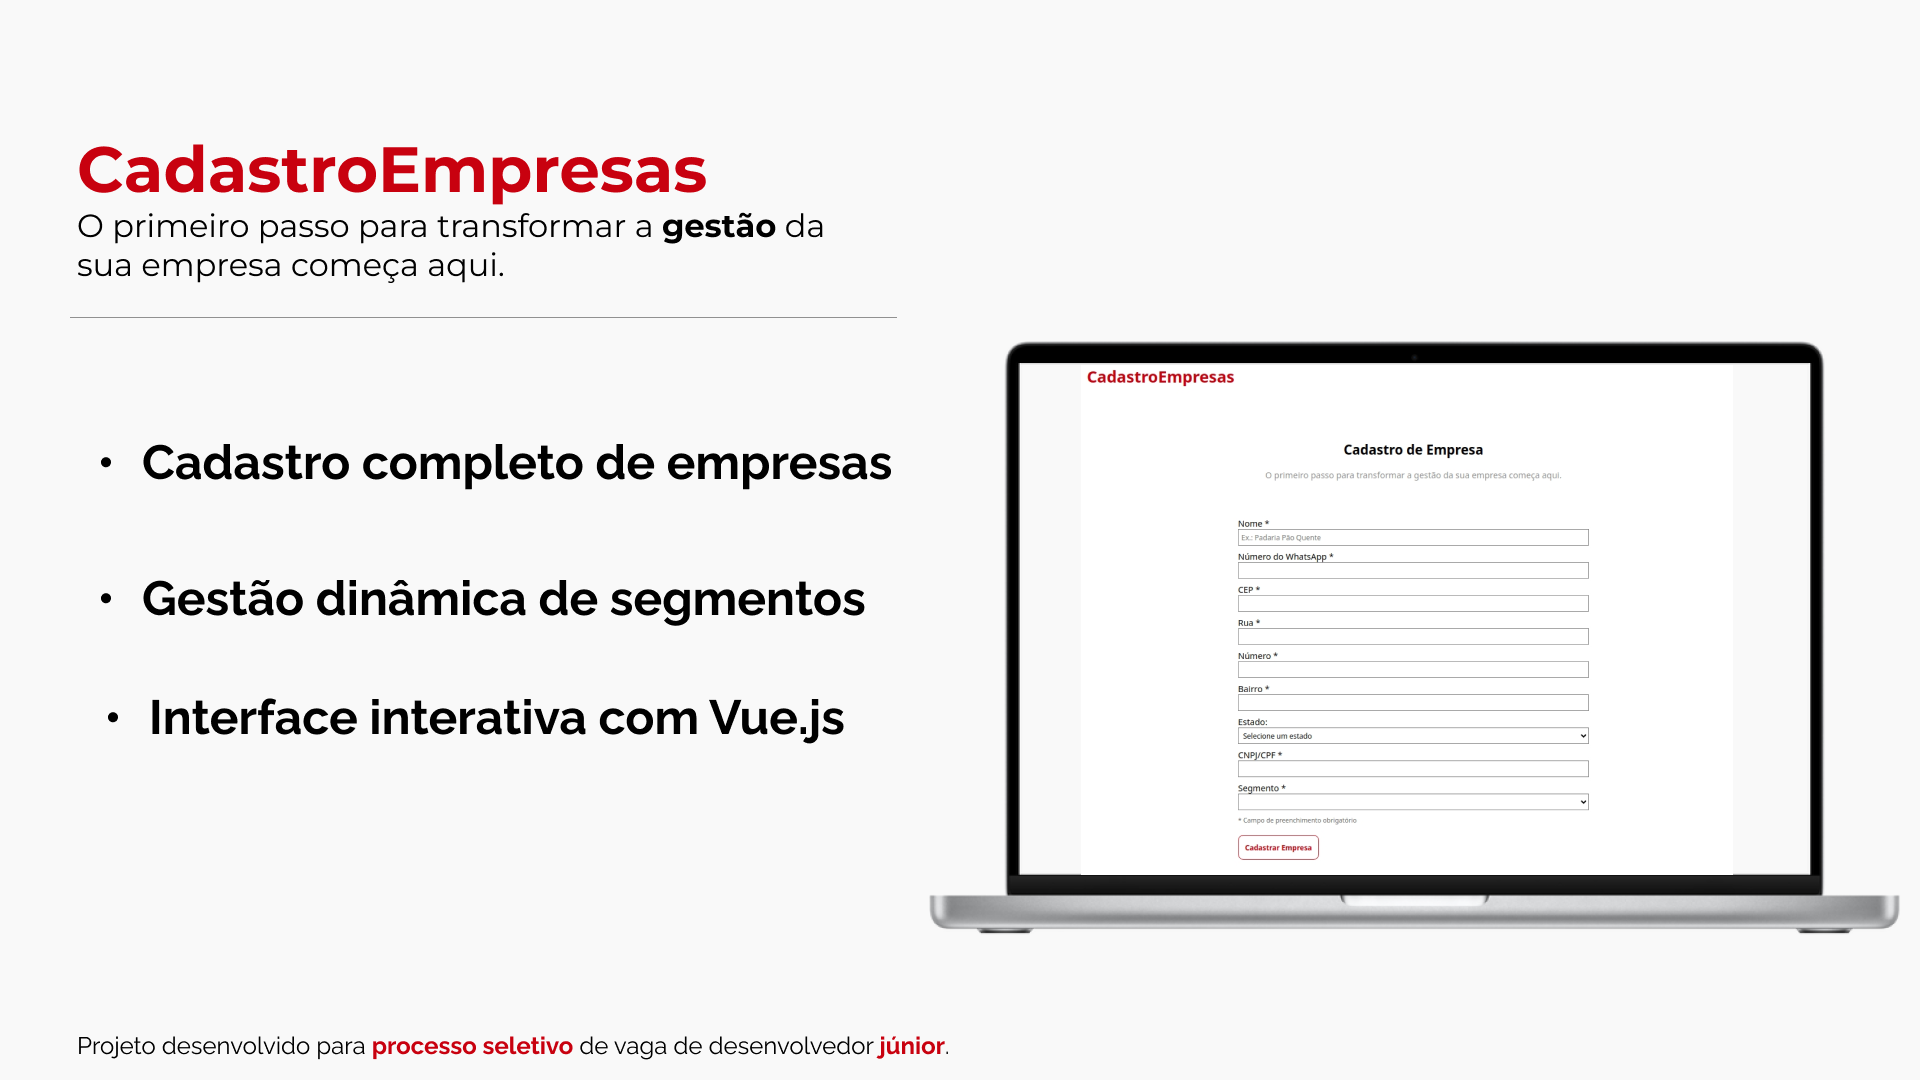 CadastroEmpresas
O primeiro passo para transformar a gestão da
sua empresa começa aqui.
• Cadastro completo de empresas
• Gestão dinâmica de segmentos
• Interface interativa com Vue.js
CadastroEmpresas
Cadastro de Empresa
O primeiro passo para transformar a gestão da sua empresa começa aqui.
Nome *
Ex.: Padaria Pão Quente
Número do WhatsApp *
CEP *
Rua *
Número *
Bairro *
Estado:
Selecione um estado
CNPJ/CPF *
Segmento *
* Campo de preenchimento obrigatório
Cadastrar Empresa
Projeto desenvolvido para processo seletivo de vaga de desenvolvedor júnior.